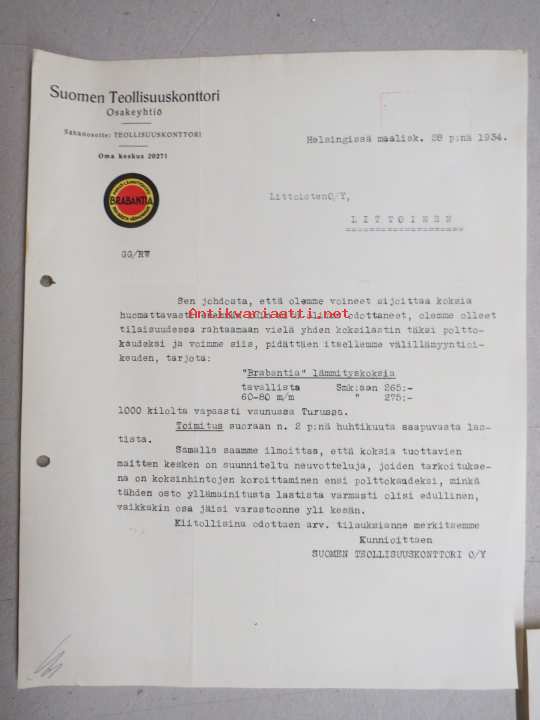 Suomen Teollisuuskonttori
Osakeyhtiö
Sähkeosoite: TEOLLISUUSKONTTORI
Oma keskus 20271
BRABANTIA
Helsingissä maalisk. 28 p:nä 1934.
Littoisten O/Y,
LITTOINEN
GG/RW
Sen johdosta, että olemme voineet sijoittaa koksia
huomattavasti odottaneet, olemme olleet
Antikvariaatti.net
tilaisuudessa rahtaamaan vielä yhden koksilastin täksi poltto-
kaudeksi ja voimme siis, pidättäen itsellemme välillämyyntioi-
keuden, tarjota:
"Brabantia" lämmityskoksia
tavallista Smk:aan 265:-
60-80 m/m " 275:-
1000 kilolta vapaasti vaunussa Turussa.
Toimitus suoraan n. 2 p:nä huhtikuuta saapuvasta las-
tista.
Samalla saamme ilmoittaa, että koksia tuottavien
maitten kesken on suunniteltu neuvotteluja, joiden tarkoitukse-
na on koksinhintojen koroittaminen ensi polttokaudeksi, minkä
tähden osto yllämainitusta lastista varmasti olisi edullinen,
vaikkakin osa jäisi varastoonne yli kesän.
Kiitollisina odottaen arv. tilauksianne merkitsemme
Kunnioittaen
SUOMEN TEOLLISUUSKONTTORI O/Y